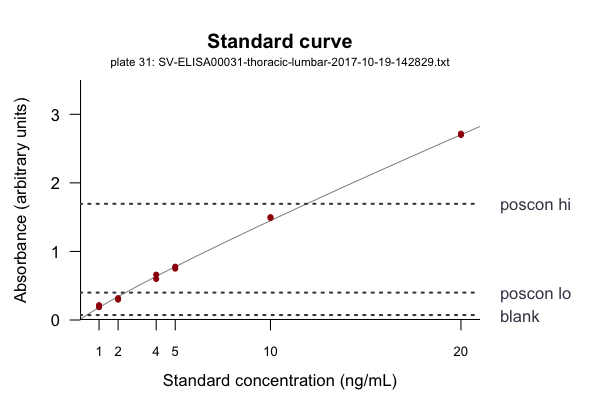 Standard curve
plate 31: SV-ELISA00031-thoracic-lumbar-2017-10-19-142829.txt
Absorbance (arbitrary units)
3
2
1
0
poscon hi
poscon lo
blank
1 2 4 5 10 20
Standard concentration (ng/mL)